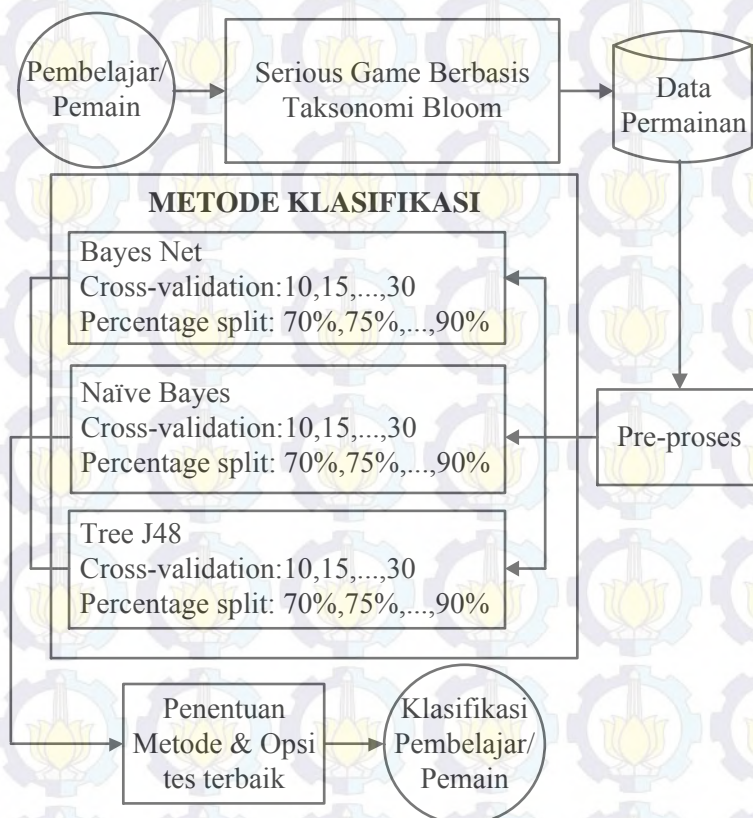 Pembelajar/
Pemain
Serious Game Berbasis
Taksonomi Bloom
Data
Permainan
METODE KLASIFIKASI
Bayes Net
Cross-validation:10,15,...,30
Percentage split: 70%,75%,...,90%
Naïve Bayes
Cross-validation:10,15,...,30
Percentage split: 70%,75%,...,90%
Pre-proses
Tree J48
Cross-validation:10,15,...,30
Percentage split: 70%,75%,...,90%
Penentuan
Metode & Opsi
tes terbaik
Klasifikasi
Pembelajar/
Pemain